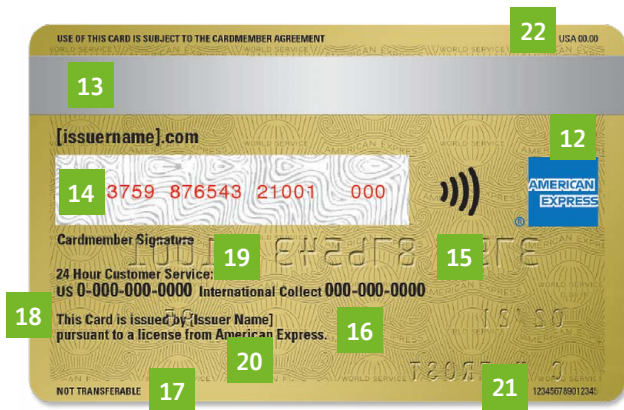 22
USE OF THIS CARD IS SUBJECT TO THE CARDMEMBER AGREEMENT
USA 00.00
13
12
[issuername].com
14
3759 876543 21001 000
AMERICAN
EXPRESS
®
Cardmember Signature
19
15
24 Hour Customer Service:
US 0-000-000-0000 International Collect 000-000-0000
18
This Card is issued by [Issuer Name]
16
pursuant to a license from American Express.
20
17
21
NOT TRANSFERABLE
123456789012345